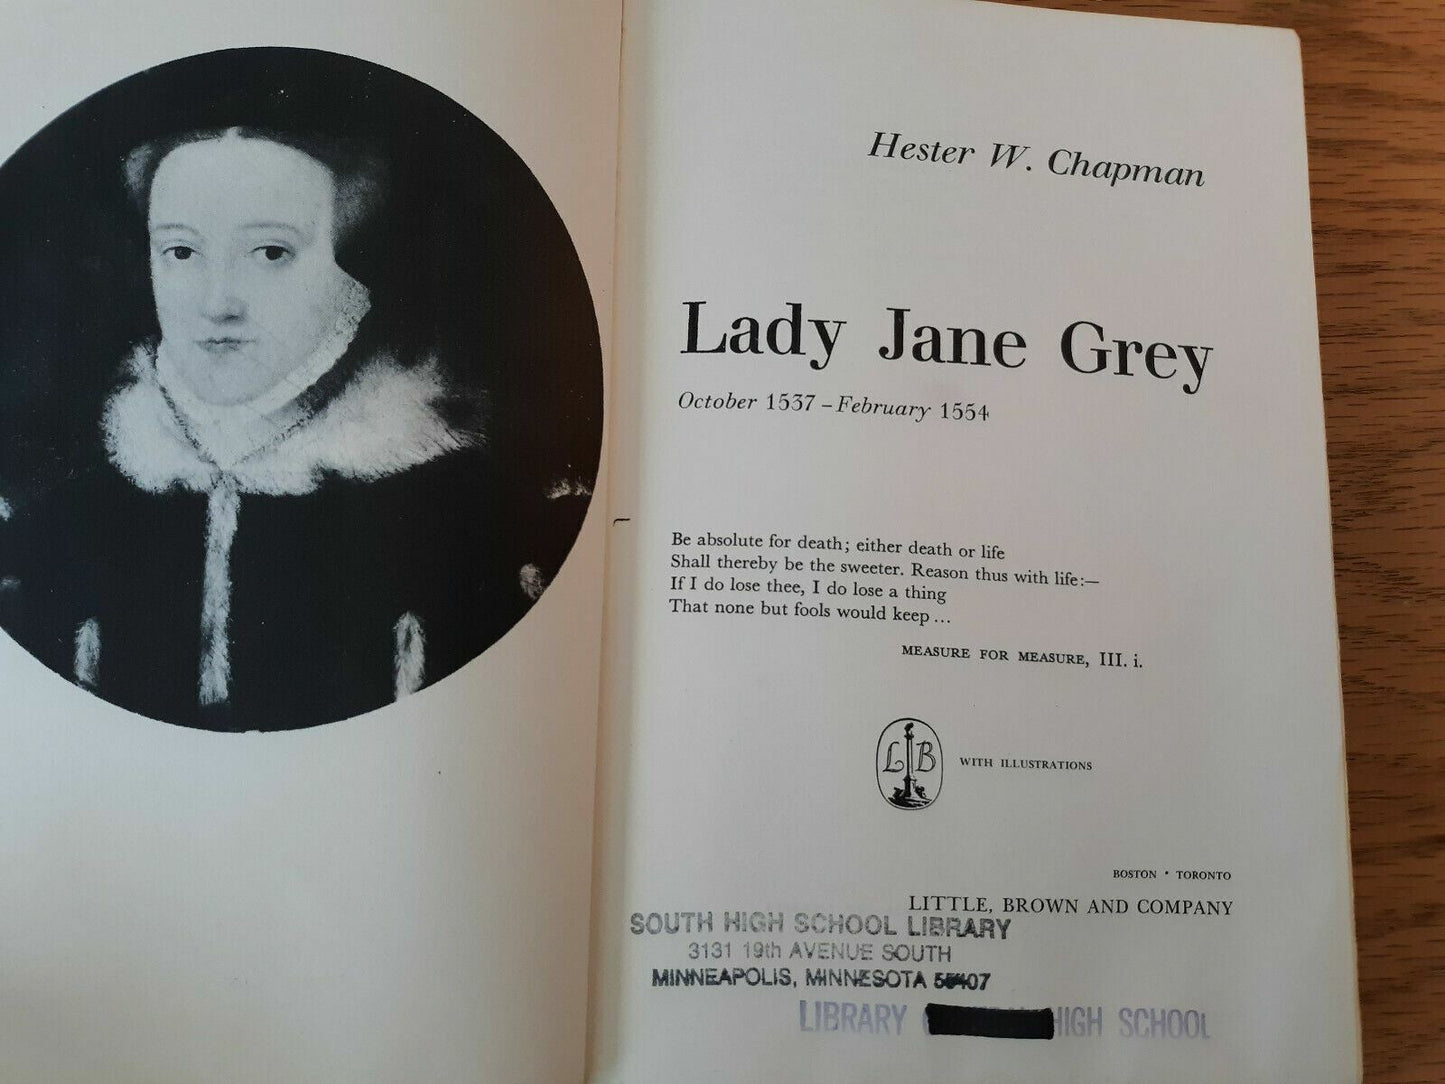 Hester W. Chapman
Lady Jane Grey
October 1537 – February 1554
Be absolute for death; either death or life
Shall thereby be the sweeter. Reason thus with life:—
If I do lose thee, I do lose a thing
That none but fools would keep ...
MEASURE FOR MEASURE, III. i.
LB
WITH ILLUSTRATIONS
BOSTON · TORONTO
LITTLE, BROWN AND COMPANY
SOUTH HIGH SCHOOL LIBRARY
3131 19th AVENUE SOUTH
MINNEAPOLIS, MINNESOTA 55407
LIBRARY HIGH SCHOOL